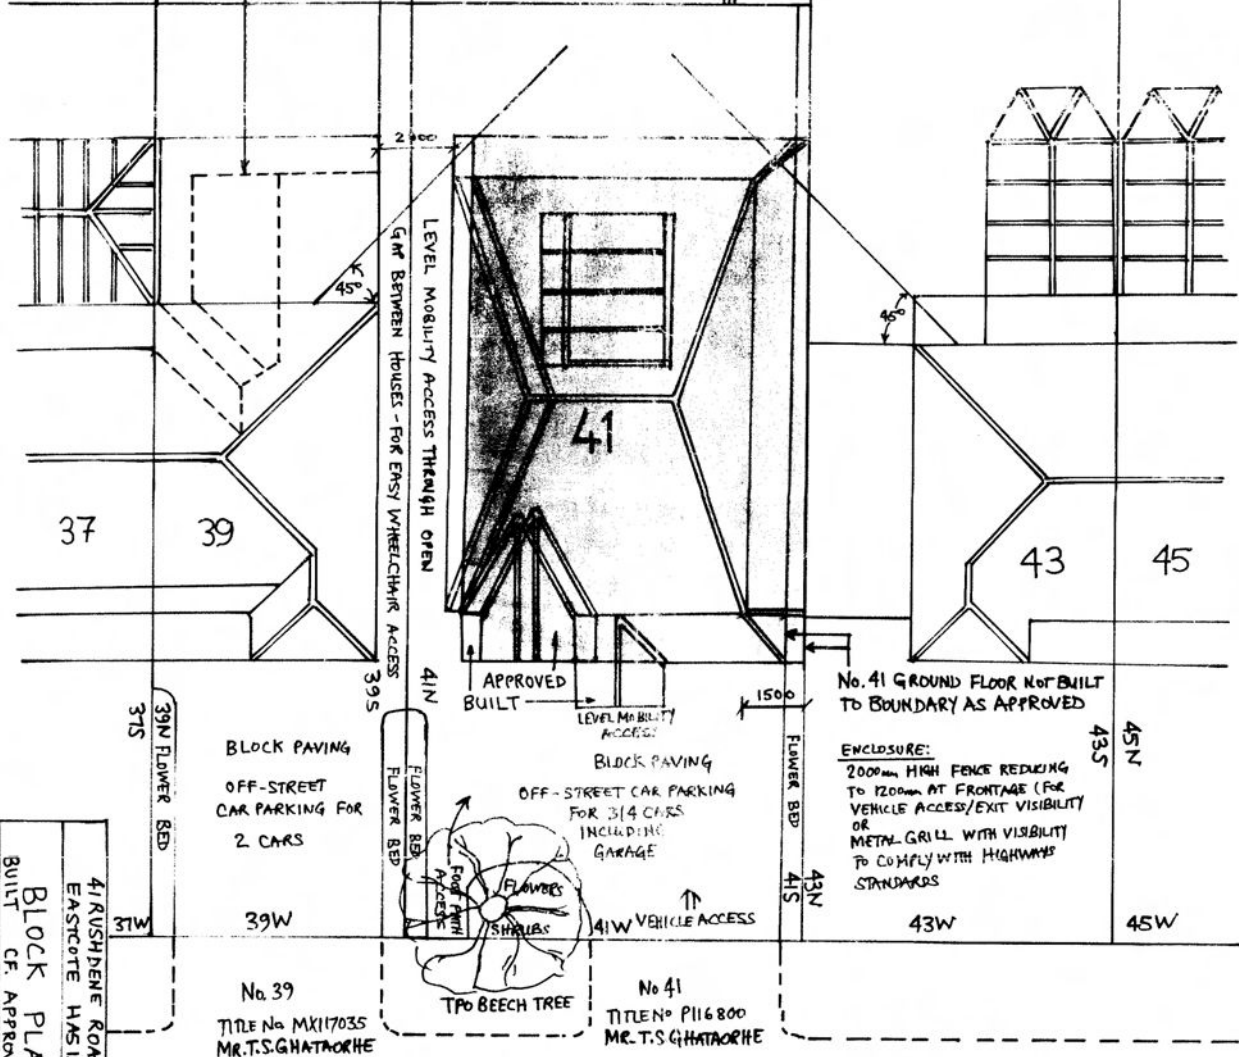 2100
45°
45°
LEVEL MOBILITY ACCESS THROUGH OPEN
GAP BETWEEN HOUSES - FOR EASY WHEELCHAIR ACCESS
41
37
39
43
45
39S
41N
APPROVED
BUILT
LEVEL MOBILITY
ACCESS
1500
No. 41 GROUND FLOOR NOT BUILT
TO BOUNDARY AS APPROVED
37S
39N FLOWER BED
BLOCK PAVING
OFF-STREET
CAR PARKING FOR
2 CARS
FLOWER BED
FLOWER BED
BLOCK PAVING
OFF-STREET CAR PARKING
FOR 3/4 CARS
INCLUDING
GARAGE
FLOWER BED
41S
43N
43S
45N
ENCLOSURE:
2000mm HIGH FENCE REDUCING
TO 1200mm AT FRONTAGE (FOR
VEHICLE ACCESS/EXIT VISIBILITY
OR
METAL GRILL WITH VISIBILITY
TO COMPLY WITH HIGHWAYS
STANDARDS
FOOT PATH
ACCESS
FLOWERS
SHRUBS
37W
39W
41W
VEHICLE ACCESS
43W
45W
TPO BEECH TREE
No. 39
TITLE No MX117035
MR.T.S.GHATAORHE
No 41
TITLE No P116800
MR.T.S GHATAORHE
41 RUSHDENE ROA
EASTCOTE HA5 1
BLOCK PLA
BUILT CF. APPROV